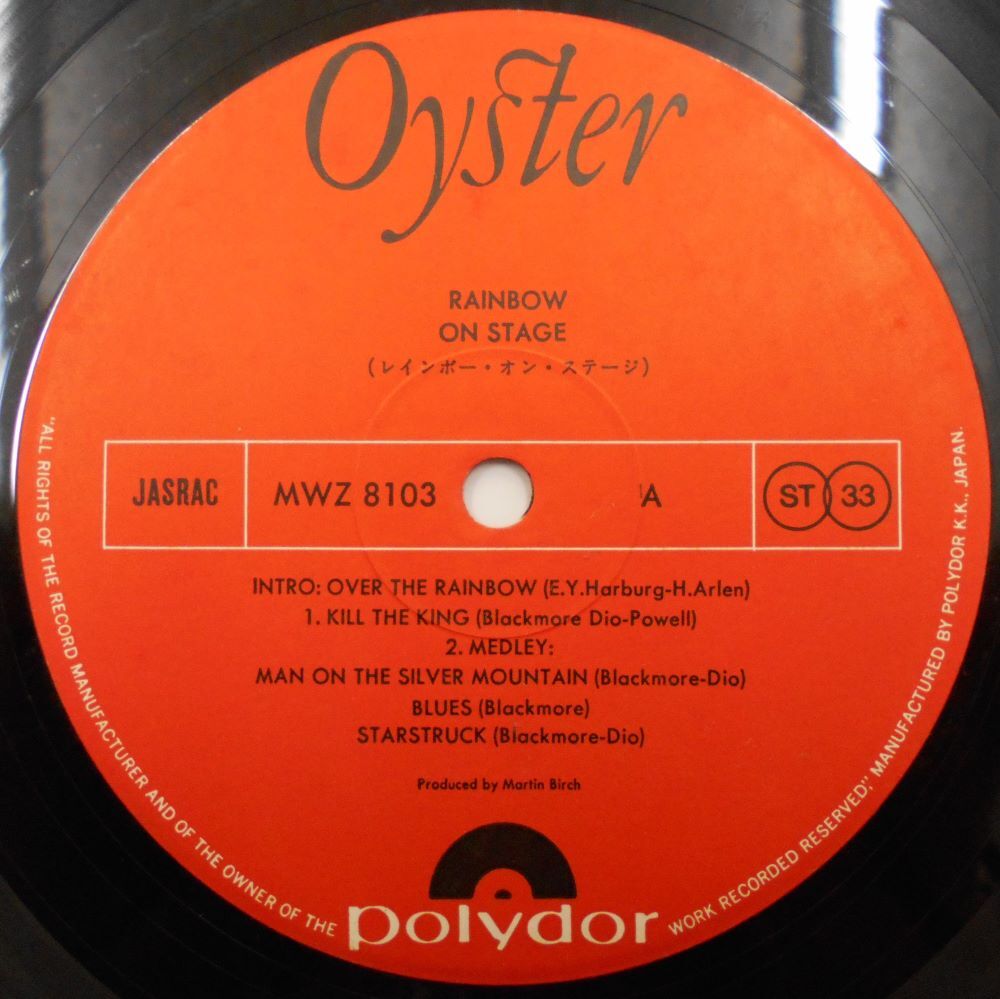 Oyster
RAINBOW
ON STAGE
(レインボー・オン・ステージ)
JASRAC
MWZ 8103
A
ST 33
INTRO: OVER THE RAINBOW (E.Y.Harburg-H.Arlen)
1. KILL THE KING (Blackmore Dio-Powell)
2. MEDLEY:
MAN ON THE SILVER MOUNTAIN (Blackmore-Dio)
BLUES (Blackmore)
STARSTRUCK (Blackmore-Dio)
Produced by Martin Birch
polydor
"ALL RIGHTS OF THE RECORD MANUFACTURER AND OF THE OWNER OF THE WORK RECORDED RESERVED," MANUFACTURED BY POLYDOR K.K., JAPAN.